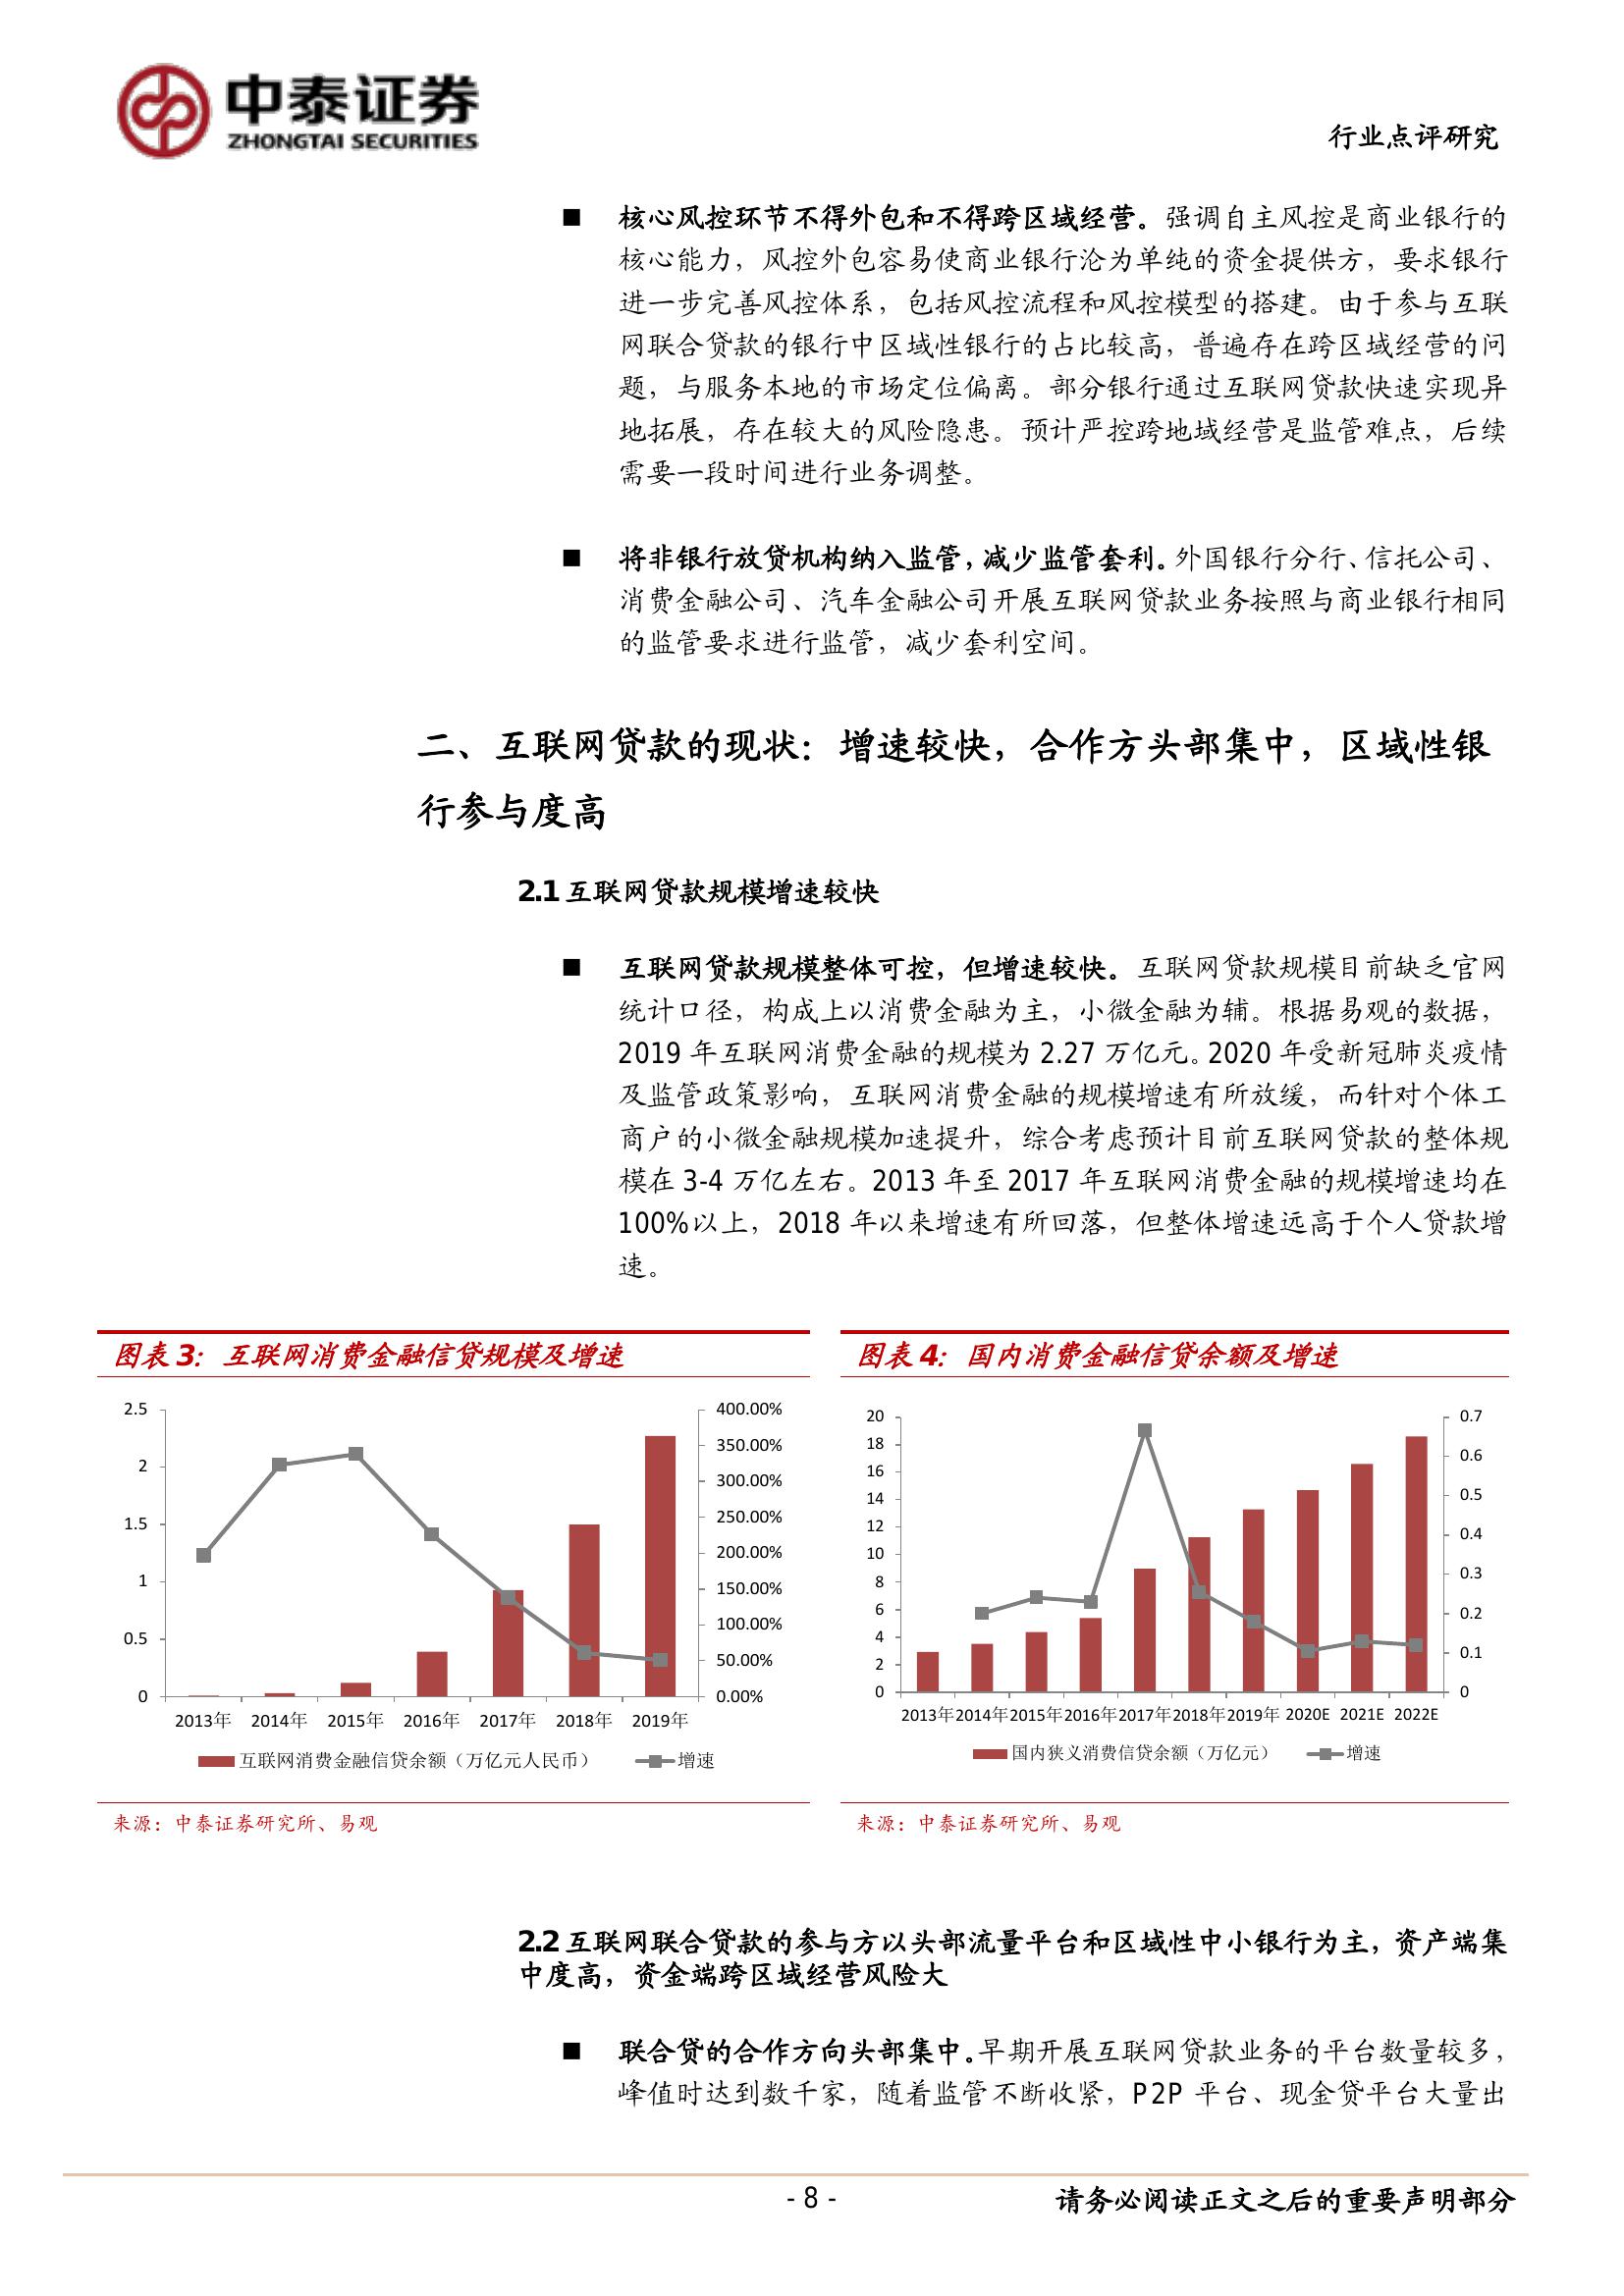 中泰证券
ZHONGTAI SECURITIES
行业点评研究
■ 核心风控环节不得外包和不得跨区域经营。强调自主风控是商业银行的
核心能力，风控外包容易使商业银行沦为单纯的资金提供方，要求银行
进一步完善风控体系，包括风控流程和风控模型的搭建。由于参与互联
网联合贷款的银行中区域性银行的占比较高，普遍存在跨区域经营的问
题，与服务本地的市场定位偏离。部分银行通过互联网贷款快速实现异
地拓展，存在较大的风险隐患。预计严控跨地域经营是监管难点，后续
需要一段时间进行业务调整。
■ 将非银行放贷机构纳入监管，减少监管套利。外国银行分行、信托公司、
消费金融公司、汽车金融公司开展互联网贷款业务按照与商业银行相同
的监管要求进行监管，减少套利空间。
二、互联网贷款的现状：增速较快，合作方头部集中，区域性银
行参与度高
2.1 互联网贷款规模增速较快
■ 互联网贷款规模整体可控，但增速较快。互联网贷款规模目前缺乏官网
统计口径，构成上以消费金融为主，小微金融为辅。根据易观的数据，
2019 年互联网消费金融的规模为 2.27 万亿元。2020 年受新冠肺炎疫情
及监管政策影响，互联网消费金融的规模增速有所放缓，而针对个体工
商户的小微金融规模加速提升，综合考虑预计目前互联网贷款的整体规
模在 3-4 万亿左右。2013 年至 2017 年互联网消费金融的规模增速均在
100%以上，2018 年以来增速有所回落，但整体增速远高于个人贷款增
速。
图表 3：互联网消费金融信贷规模及增速
2.5
2
1.5
1
0.5
0
400.00%
350.00%
300.00%
250.00%
200.00%
150.00%
100.00%
50.00%
0.00%
2013年 2014年 2015年 2016年 2017年 2018年 2019年
互联网消费金融信贷余额（万亿元人民币） 增速
来源：中泰证券研究所、易观
图表 4：国内消费金融信贷余额及增速
20
18
16
14
12
10
8
6
4
2
0
0.7
0.6
0.5
0.4
0.3
0.2
0.1
0
2013年2014年2015年2016年2017年2018年2019年 2020E 2021E 2022E
国内狭义消费信贷余额（万亿元） 增速
来源：中泰证券研究所、易观
2.2 互联网联合贷款的参与方以头部流量平台和区域性中小银行为主，资产端集
中度高，资金端跨区域经营风险大
■ 联合贷的合作方向头部集中。早期开展互联网贷款业务的平台数量较多，
峰值时达到数千家，随着监管不断收紧，P2P 平台、现金贷平台大量出
- 8 -
请务必阅读正文之后的重要声明部分